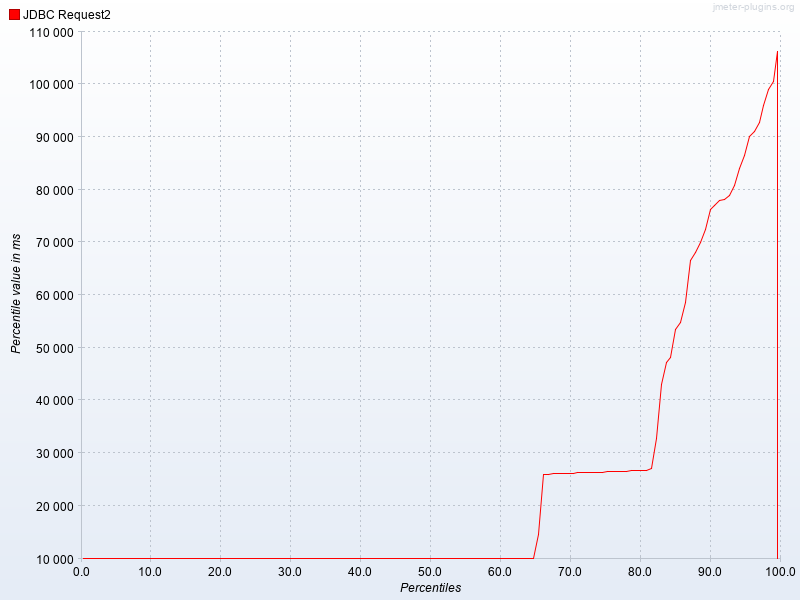 jmeter-plugins.org
JDBC Request2
110 000
100 000
90 000
80 000
70 000
60 000
50 000
40 000
30 000
20 000
10 000
Percentile value in ms
0.0 10.0 20.0 30.0 40.0 50.0 60.0 70.0 80.0 90.0 100.0
Percentiles